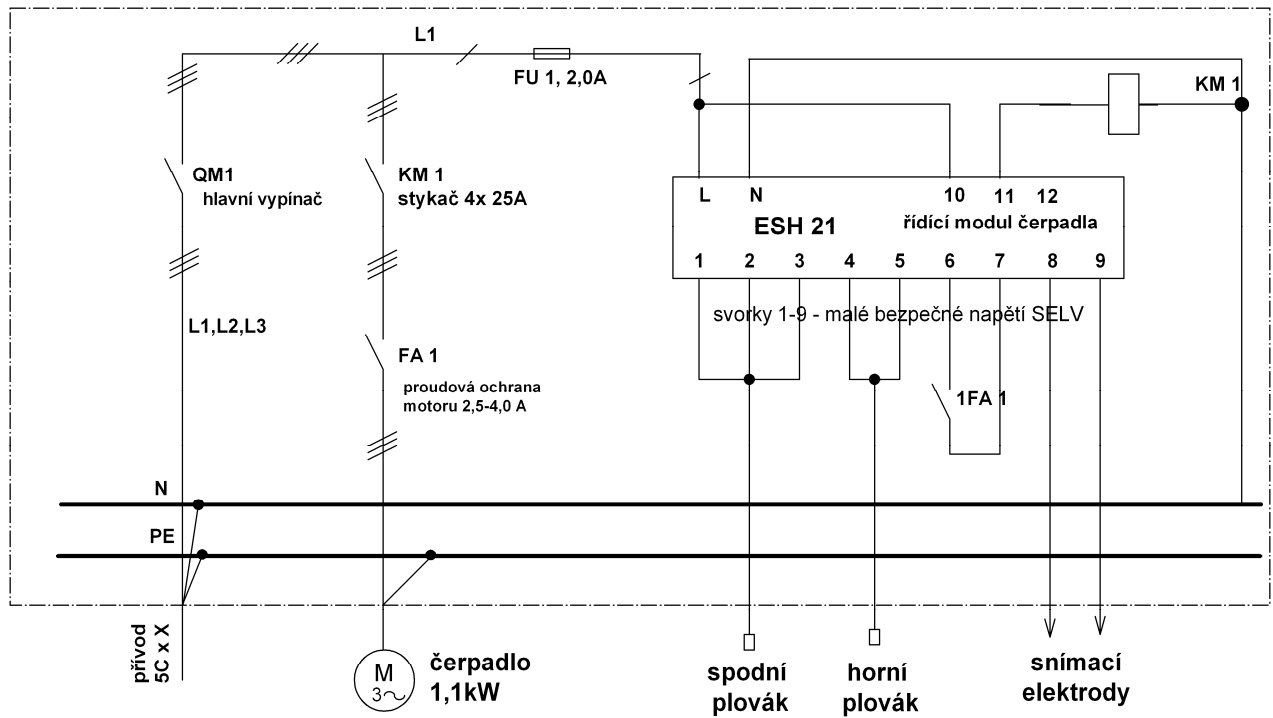 L1
FU 1, 2,0A
KM 1
QM1
hlavní vypínač
KM 1
stykač 4x 25A
L N 10 11 12
ESH 21 řídící modul čerpadla
1 2 3 4 5 6 7 8 9
svorky 1-9 - malé bezpečné napětí SELV
L1,L2,L3
FA 1
proudová ochrana
motoru 2,5-4,0 A
1FA 1
N
PE
přívod
5C x X
M
3~
čerpadlo
1,1kW
spodní
plovák
horní
plovák
snímací
elektrody